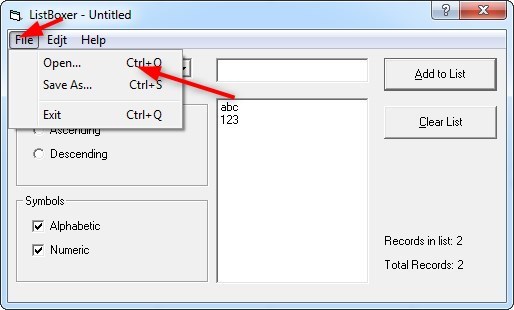 ListBoxer - Untitled
File Edjt Help
Open... Ctrl+O
Save As... Ctrl+S
Exit Ctrl+Q
Add to List
abc
123
Clear List
Ascending
Descending
Symbols
Alphabetic
Numeric
Records in list: 2
Total Records: 2